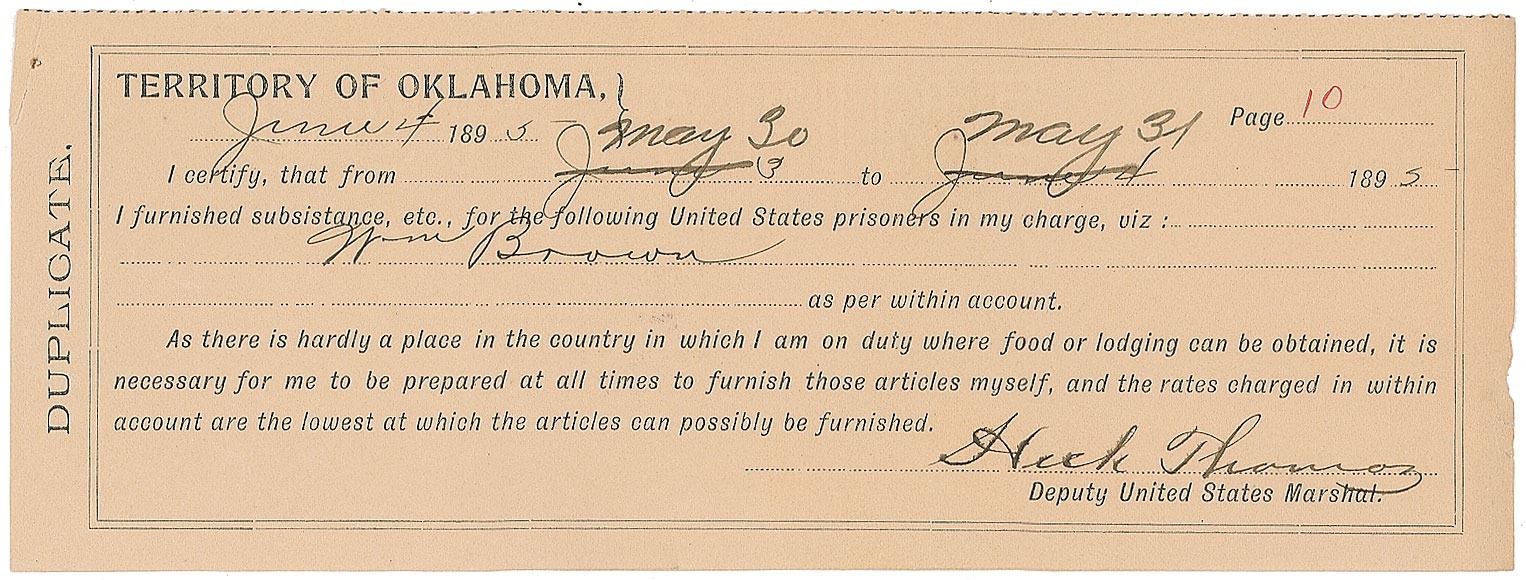 DUPLICATE.
TERRITORY OF OKLAHOMA,
Page 10
June 4 1895 May 30 May 31
I certify, that from June 3 to June 4 1895
I furnished subsistance, etc., for the following United States prisoners in my charge, viz :
Wm Brown
as per within account.
As there is hardly a place in the country in which I am on duty where food or lodging can be obtained, it is
necessary for me to be prepared at all times to furnish those articles myself, and the rates charged in within
account are the lowest at which the articles can possibly be furnished.
Heck Thomas
Deputy United States Marshal.